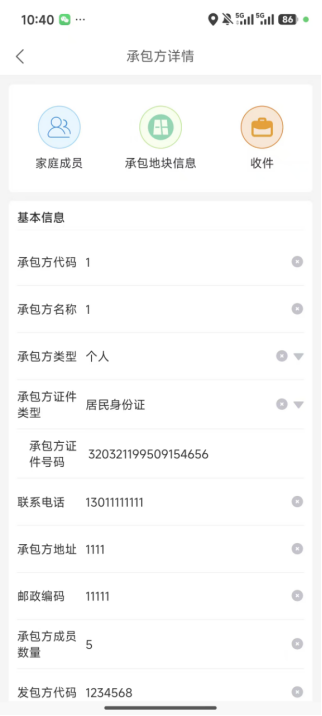 10:40
5G 5G 86
承包方详情
家庭成员 承包地块信息 收件
基本信息
承包方代码 1
承包方名称 1
承包方类型 个人
承包方证件
类型 居民身份证
承包方证
件号码 320321199509154656
联系电话 13011111111
承包方地址 1111
邮政编码 11111
承包方成员
数量 5
发包方代码 1234568